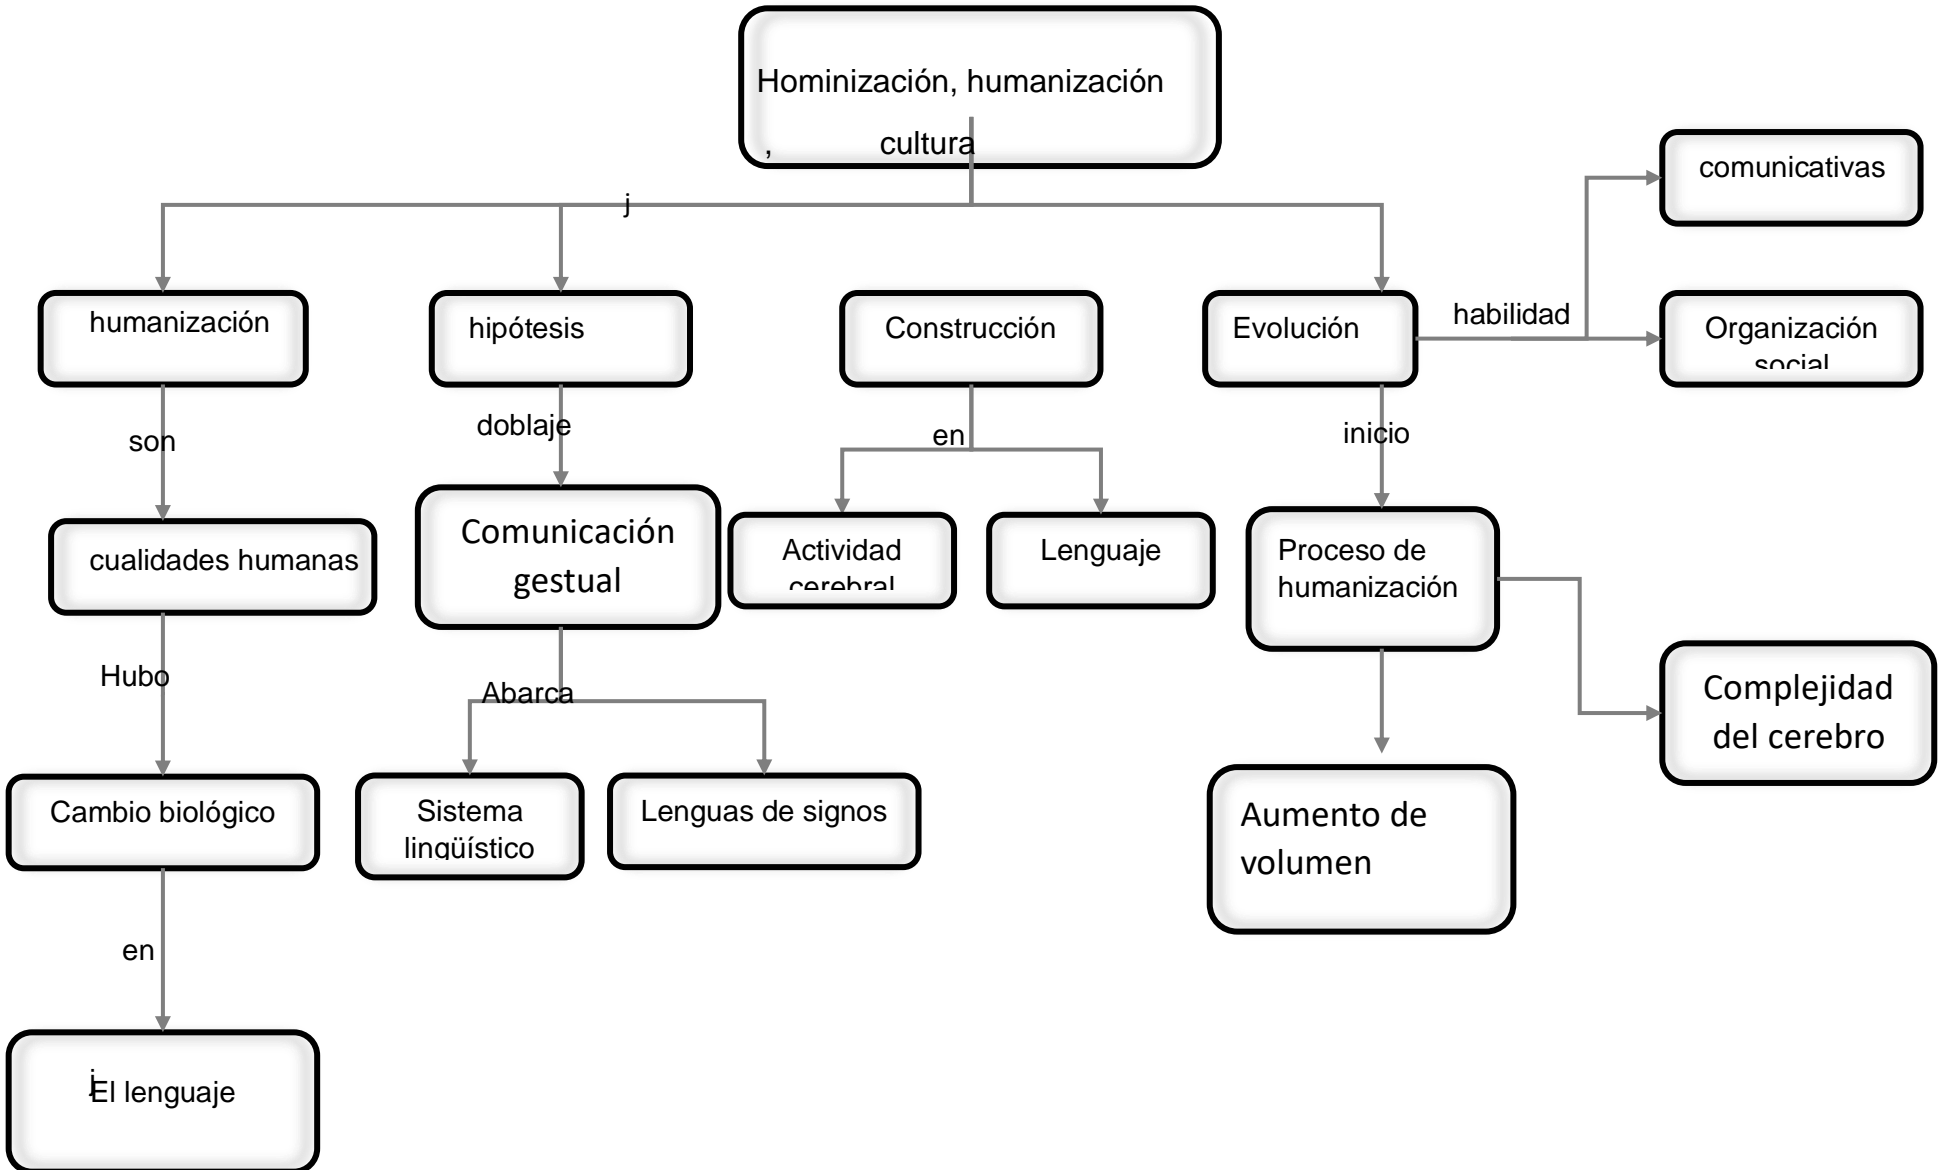 Hominización, humanización
, cultura
j
comunicativas
humanización
hipótesis
Construcción
Evolución
habilidad
Organización
social
son
doblaje
en
inicio
cualidades humanas
Comunicación
gestual
Actividad
cerebral
Lenguaje
Proceso de
humanización
Hubo
Abarca
Complejidad
del cerebro
Cambio biológico
Sistema
lingüístico
Lenguas de signos
Aumento de
volumen
en
j
El lenguaje